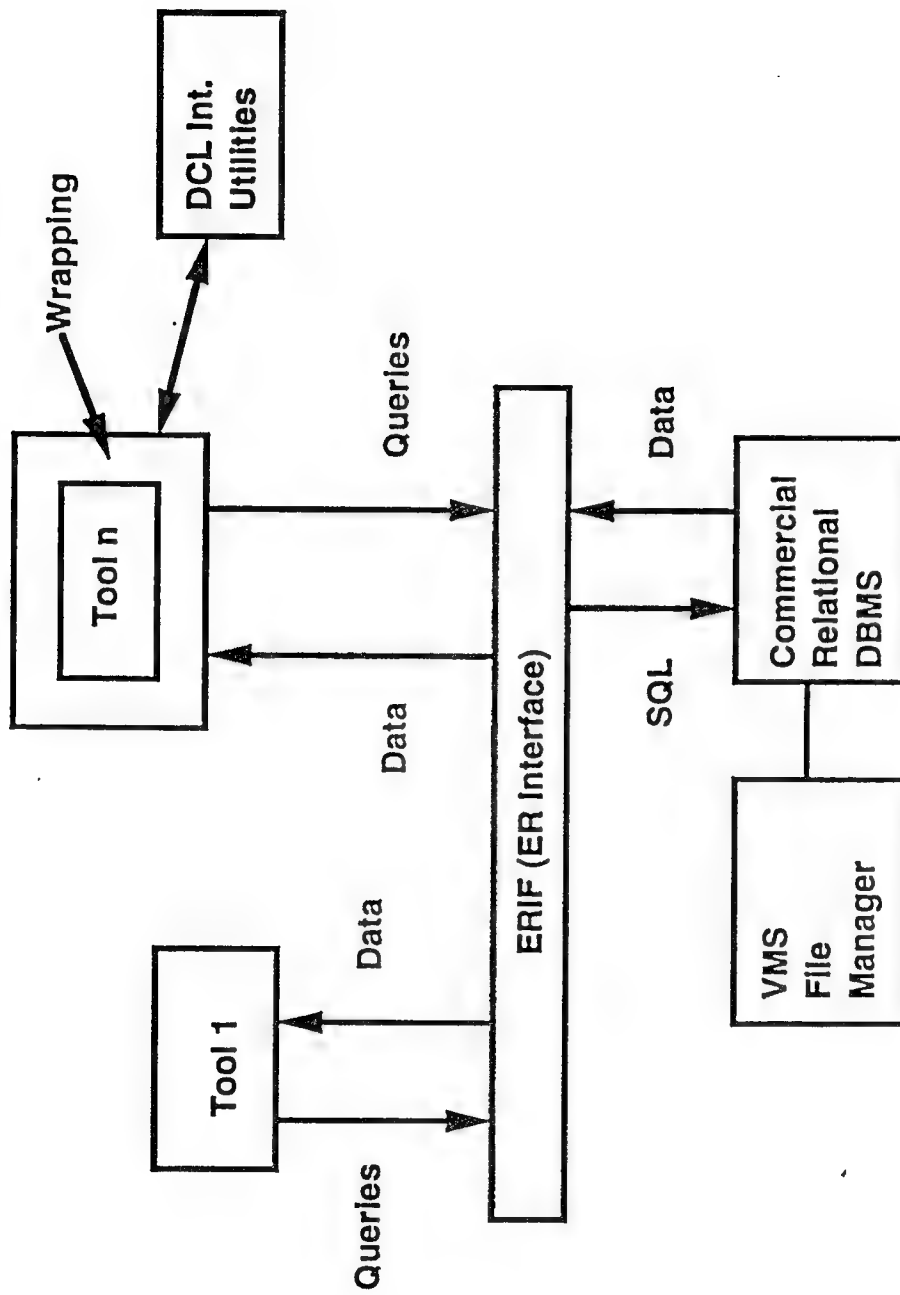 Wrapping
Tool n
DCL Int.
Utilities
Tool 1
Queries
Data
Data
Queries
ERIF (ER Interface)
SQL
Data
VMS
File
Manager
Commercial
Relational
DBMS